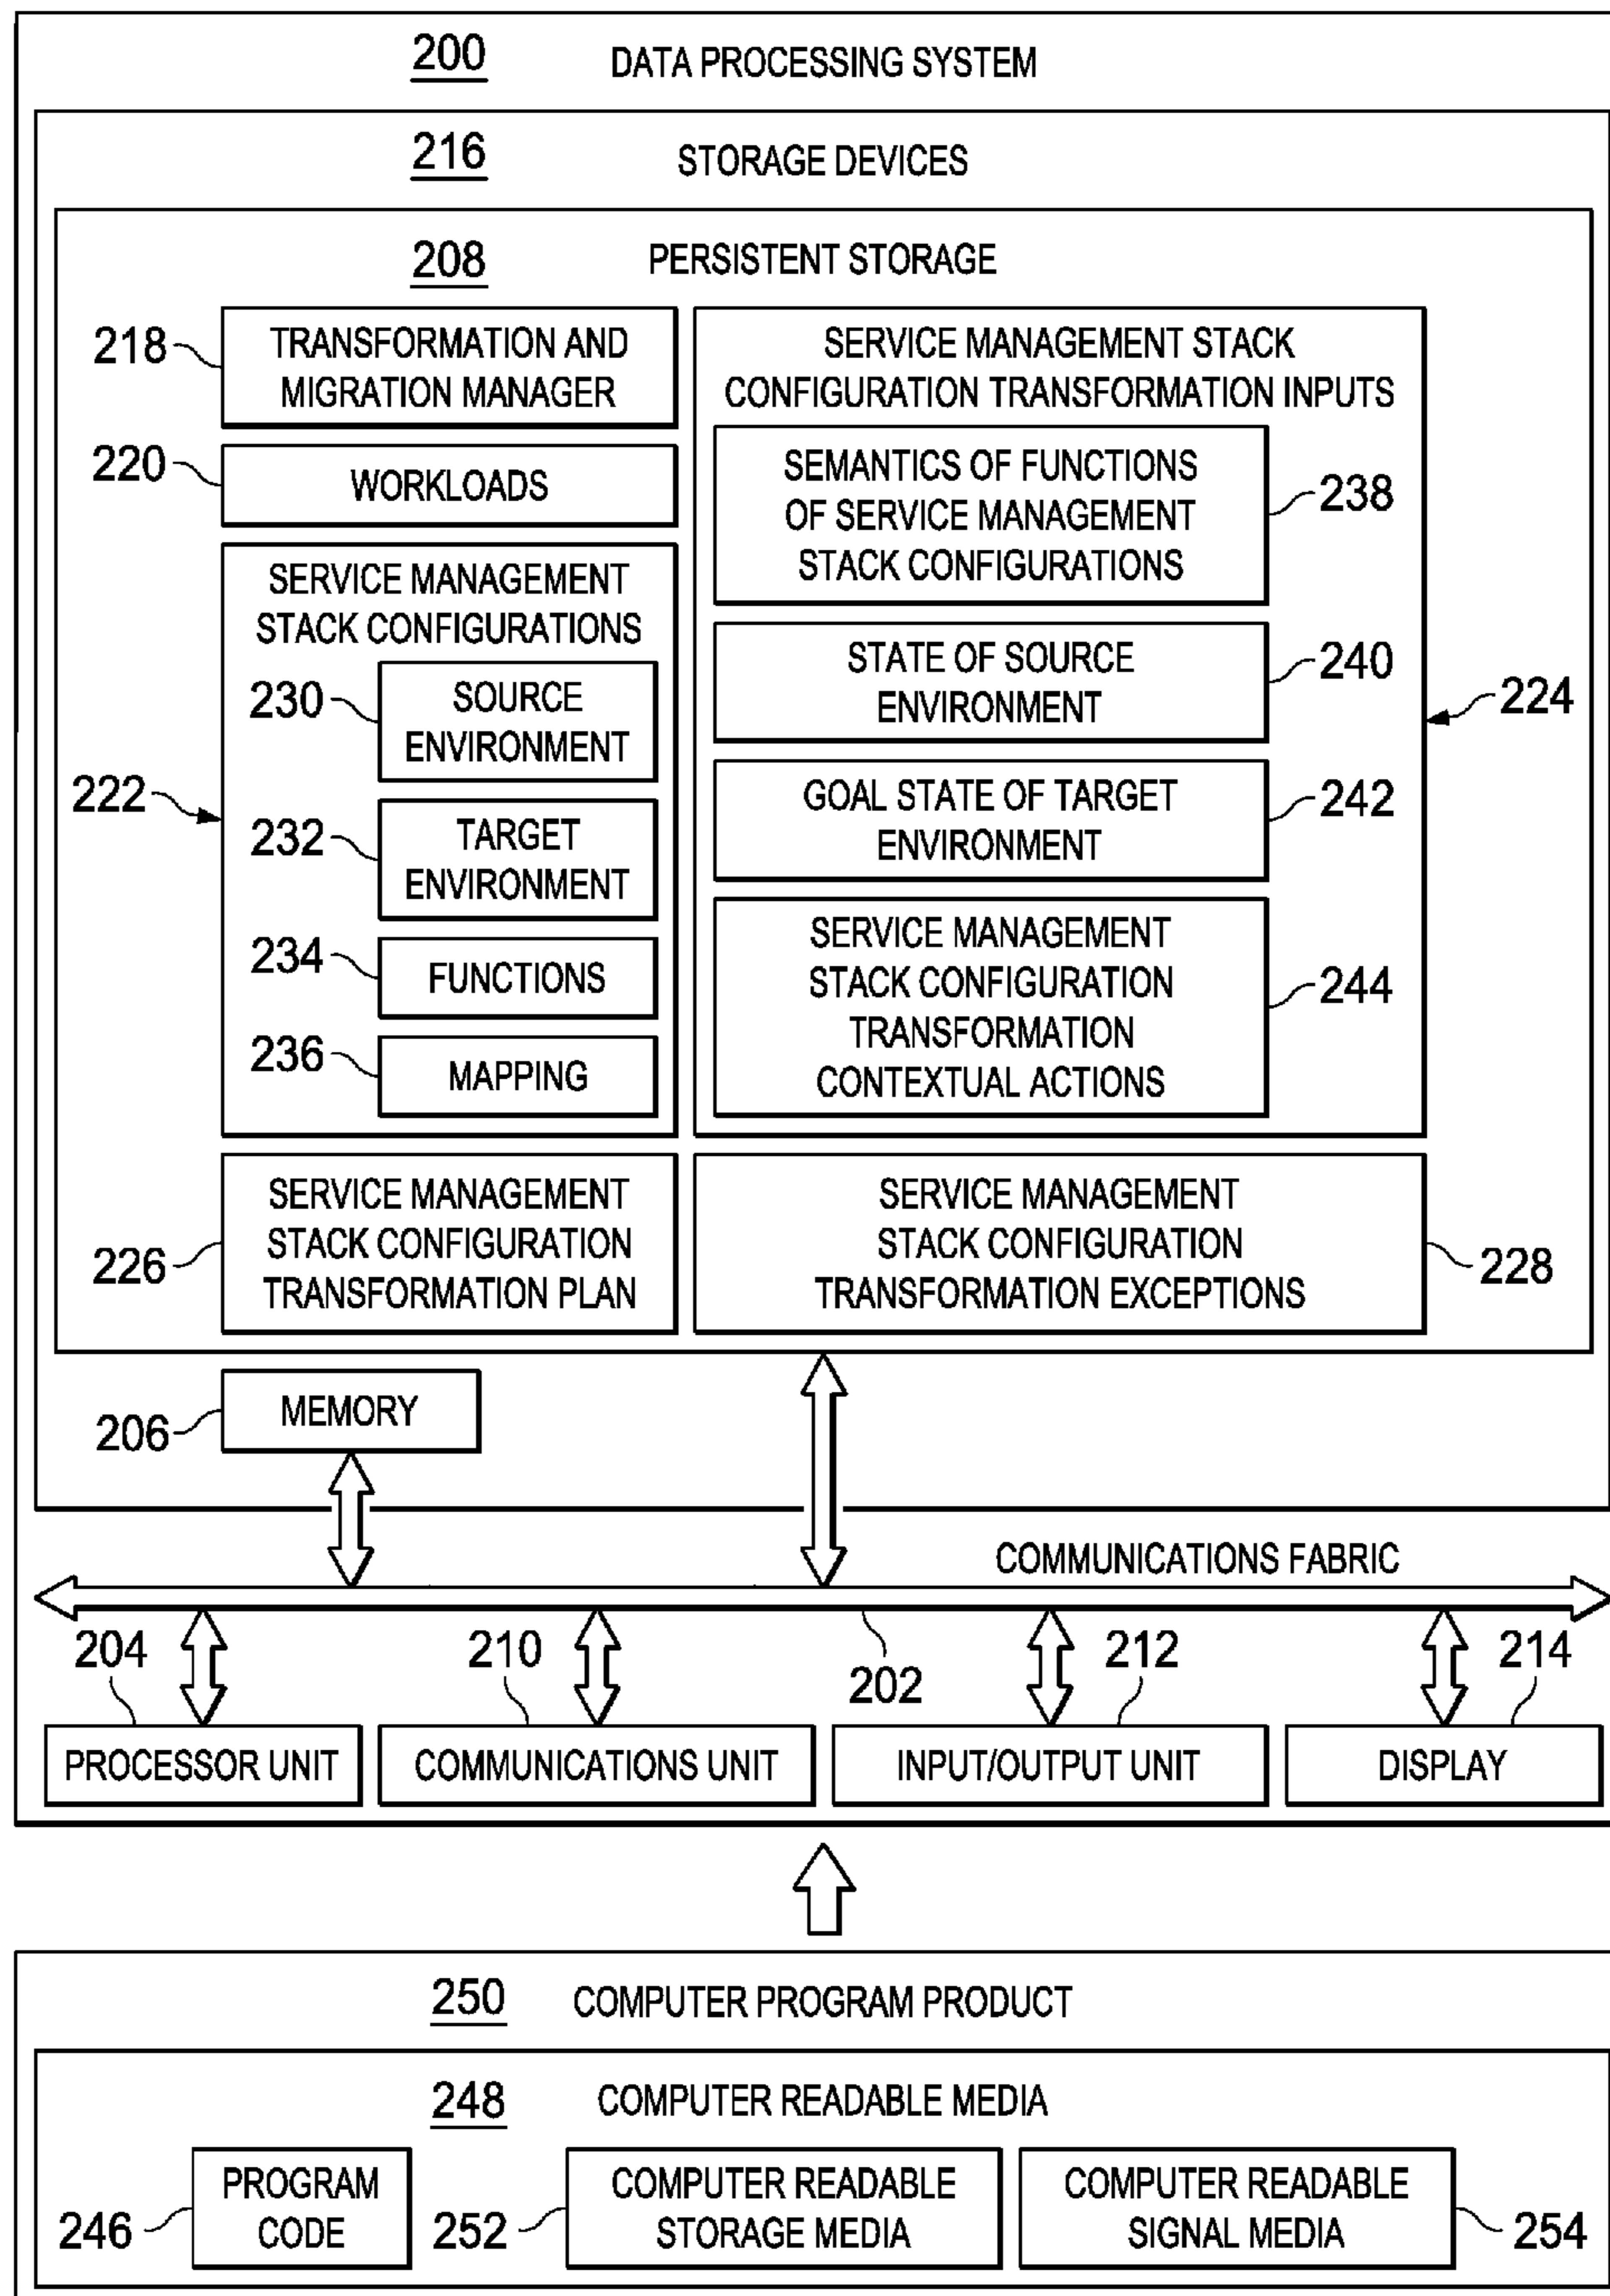 200 DATA PROCESSING SYSTEM
216 STORAGE DEVICES
208 PERSISTENT STORAGE
218
TRANSFORMATION AND
MIGRATION MANAGER
220
WORKLOADS
222
SERVICE MANAGEMENT
STACK CONFIGURATIONS
230
SOURCE
ENVIRONMENT
232
TARGET
ENVIRONMENT
234
FUNCTIONS
236
MAPPING
SERVICE MANAGEMENT STACK
CONFIGURATION TRANSFORMATION INPUTS
SEMANTICS OF FUNCTIONS
OF SERVICE MANAGEMENT
STACK CONFIGURATIONS
238
STATE OF SOURCE
ENVIRONMENT
240
224
GOAL STATE OF TARGET
ENVIRONMENT
242
SERVICE MANAGEMENT
STACK CONFIGURATION
TRANSFORMATION
CONTEXTUAL ACTIONS
244
226
SERVICE MANAGEMENT
STACK CONFIGURATION
TRANSFORMATION PLAN
SERVICE MANAGEMENT
STACK CONFIGURATION
TRANSFORMATION EXCEPTIONS
228
206
MEMORY
COMMUNICATIONS FABRIC
204
210
202
212
214
PROCESSOR UNIT
COMMUNICATIONS UNIT
INPUT/OUTPUT UNIT
DISPLAY
250 COMPUTER PROGRAM PRODUCT
248 COMPUTER READABLE MEDIA
246
PROGRAM
CODE
252
COMPUTER READABLE
STORAGE MEDIA
COMPUTER READABLE
SIGNAL MEDIA
254